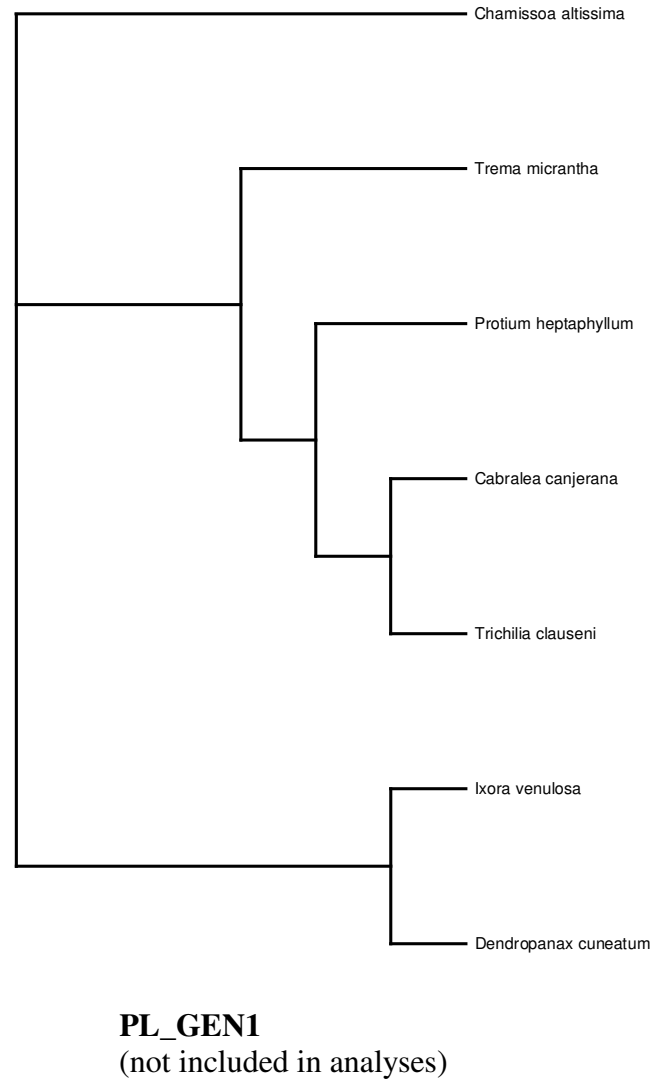 Chamissoa altissima
Trema micrantha
Protium heptaphyllum
Cabralea canjerana
Trichilia clauseni
Ixora venulosa
Dendropanax cuneatum
PL_GEN1
(not included in analyses)